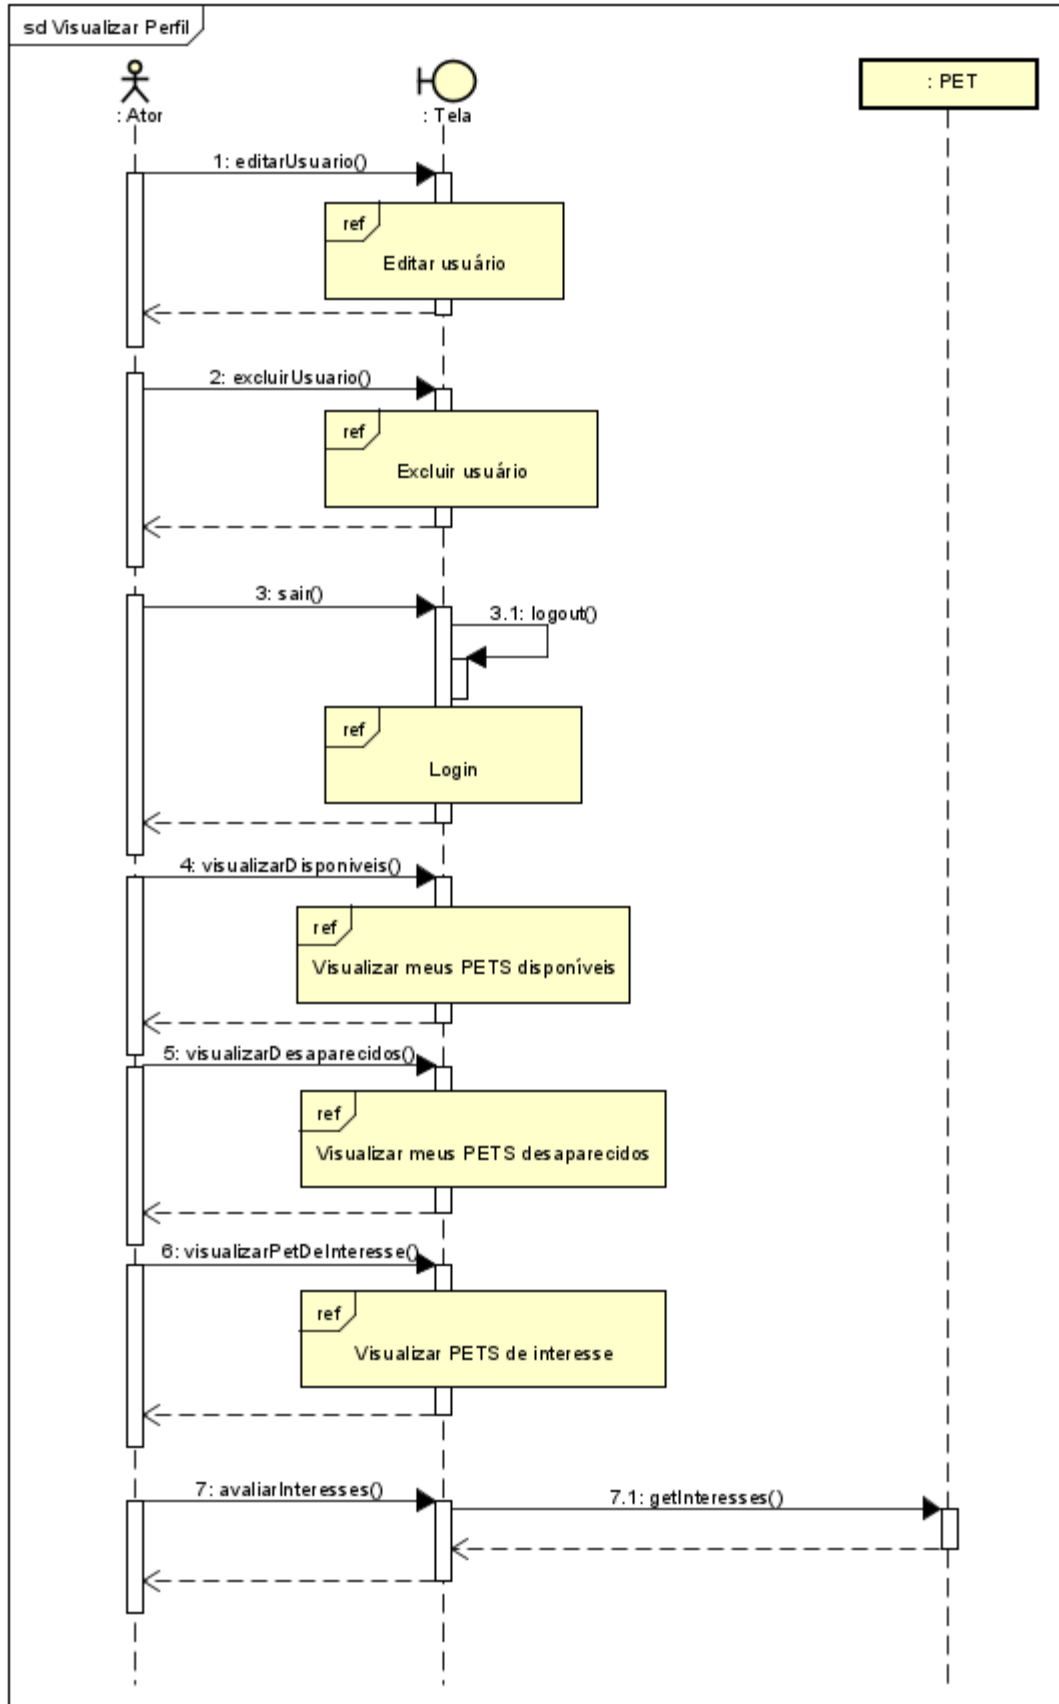 sd Visualizar Perfil
: Ator
: Tela
: PET
1: editarUsuario()
ref
Editar usuário
2: excluirUsuario()
ref
Excluir usuário
3: sair()
3.1: logout()
ref
Login
4: visualizarDisponiveis()
ref
Visualizar meus PETS disponíveis
5: visualizarDesaparecidos()
ref
Visualizar meus PETS desaparecidos
6: visualizarPetDeInteresse()
ref
Visualizar PETS de interesse
7: avaliarInteresses()
7.1: getInteresses()